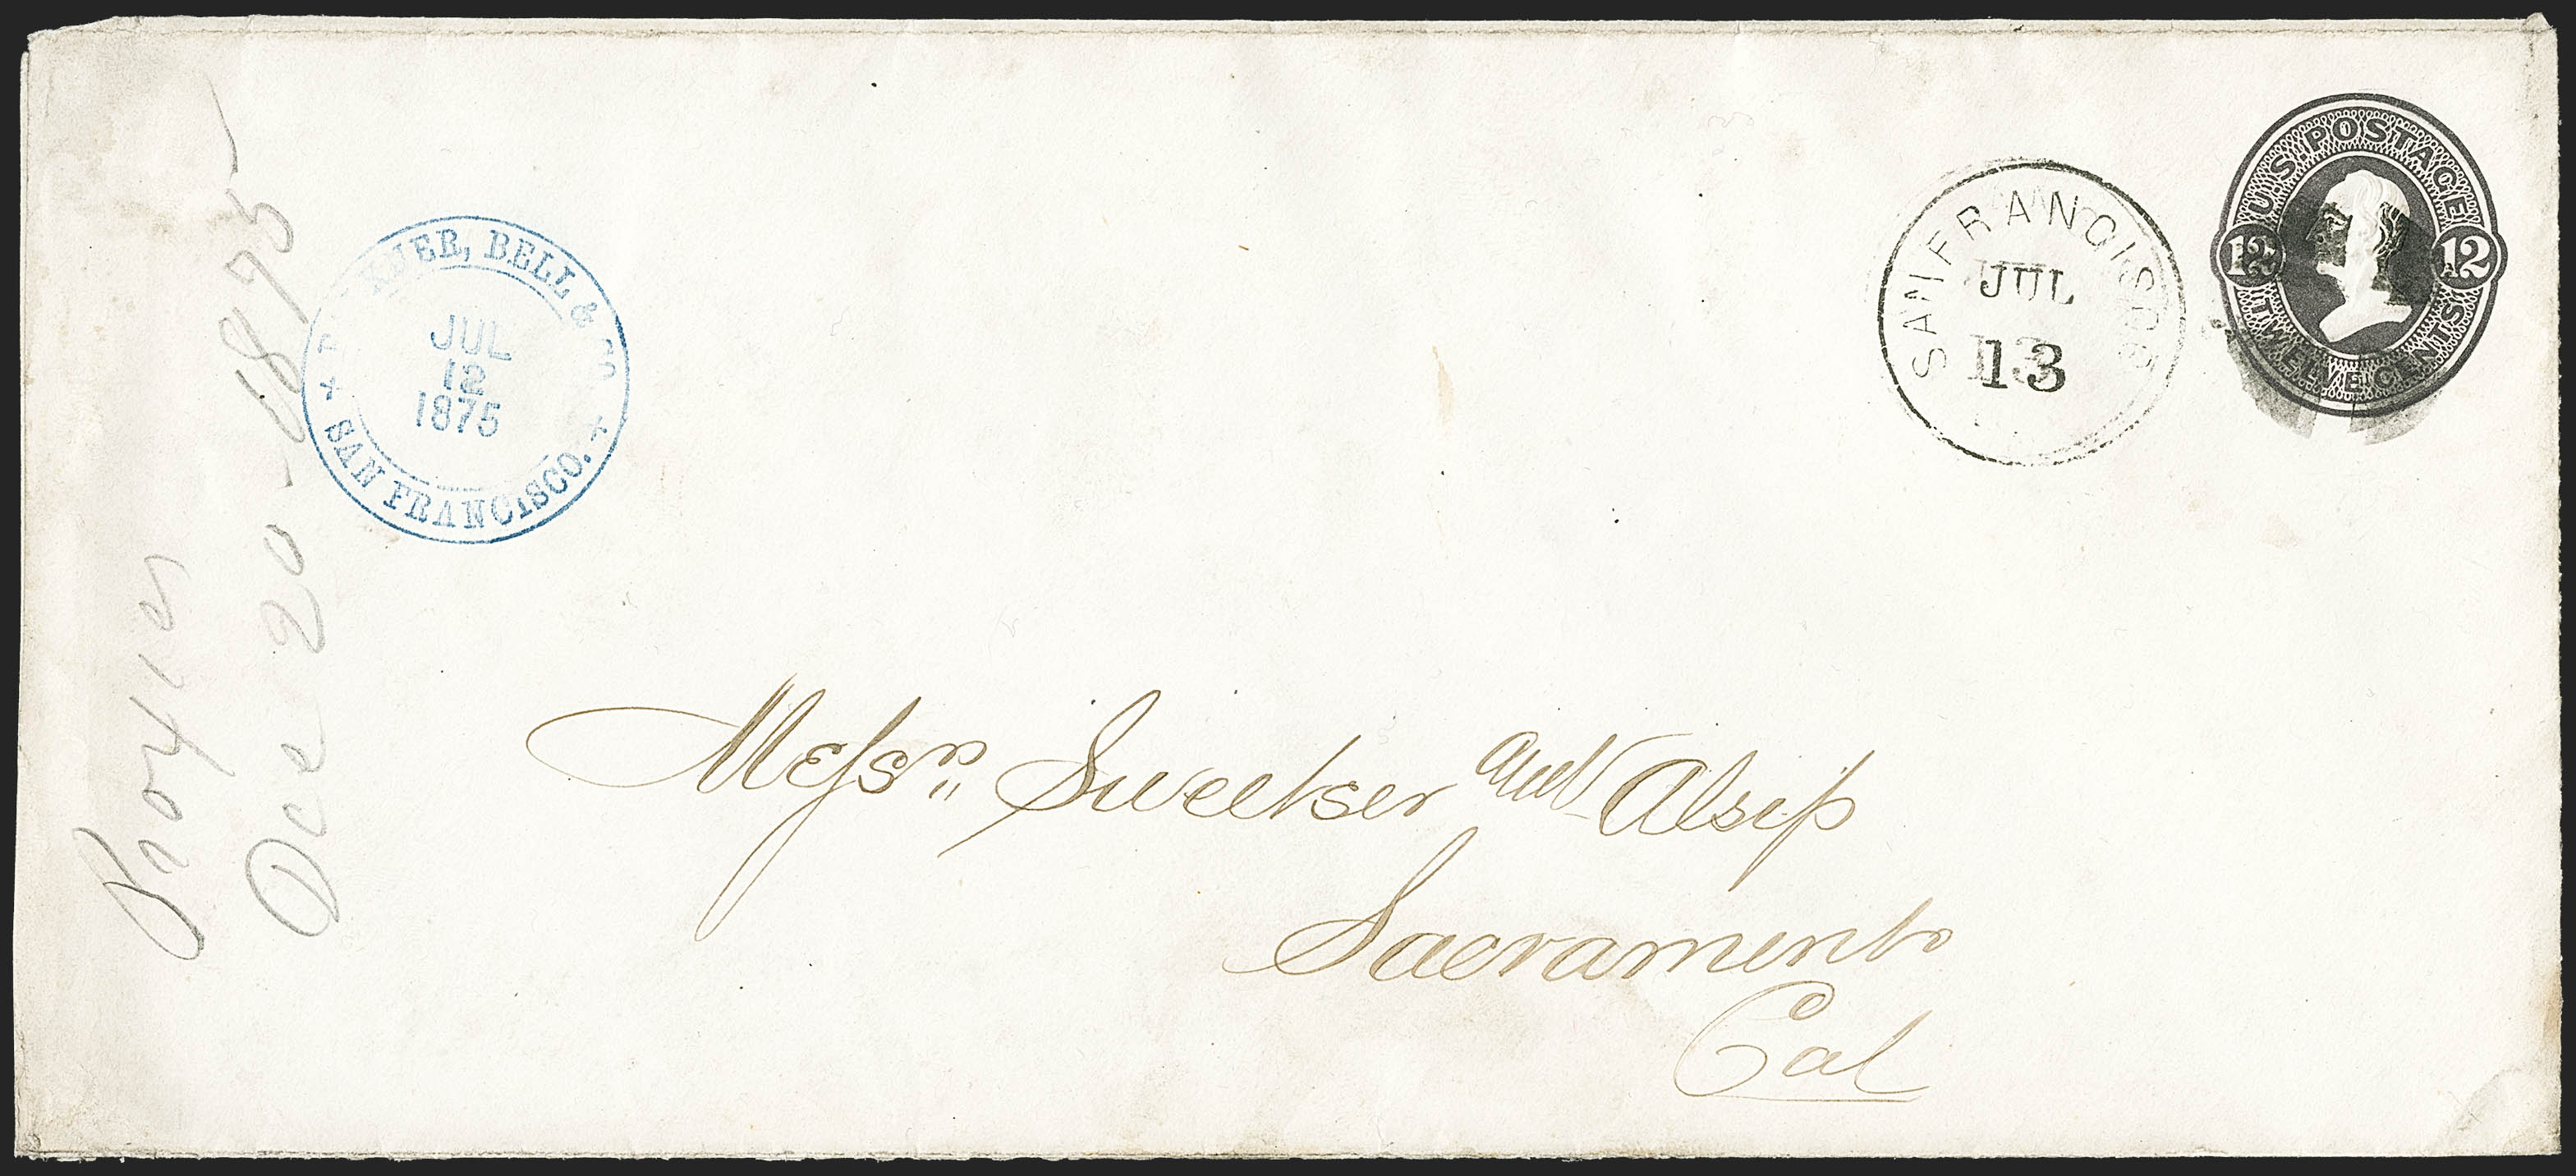 U.S. POSTAGE
12 12
TWELVE CENTS
SAN FRANCISCO
JUL
13
BELL &
JUL
12
1875
SAN FRANCISCO.
Dec 20 1875
Messrs. Sweetser and Alsip
Sacramento
Cal